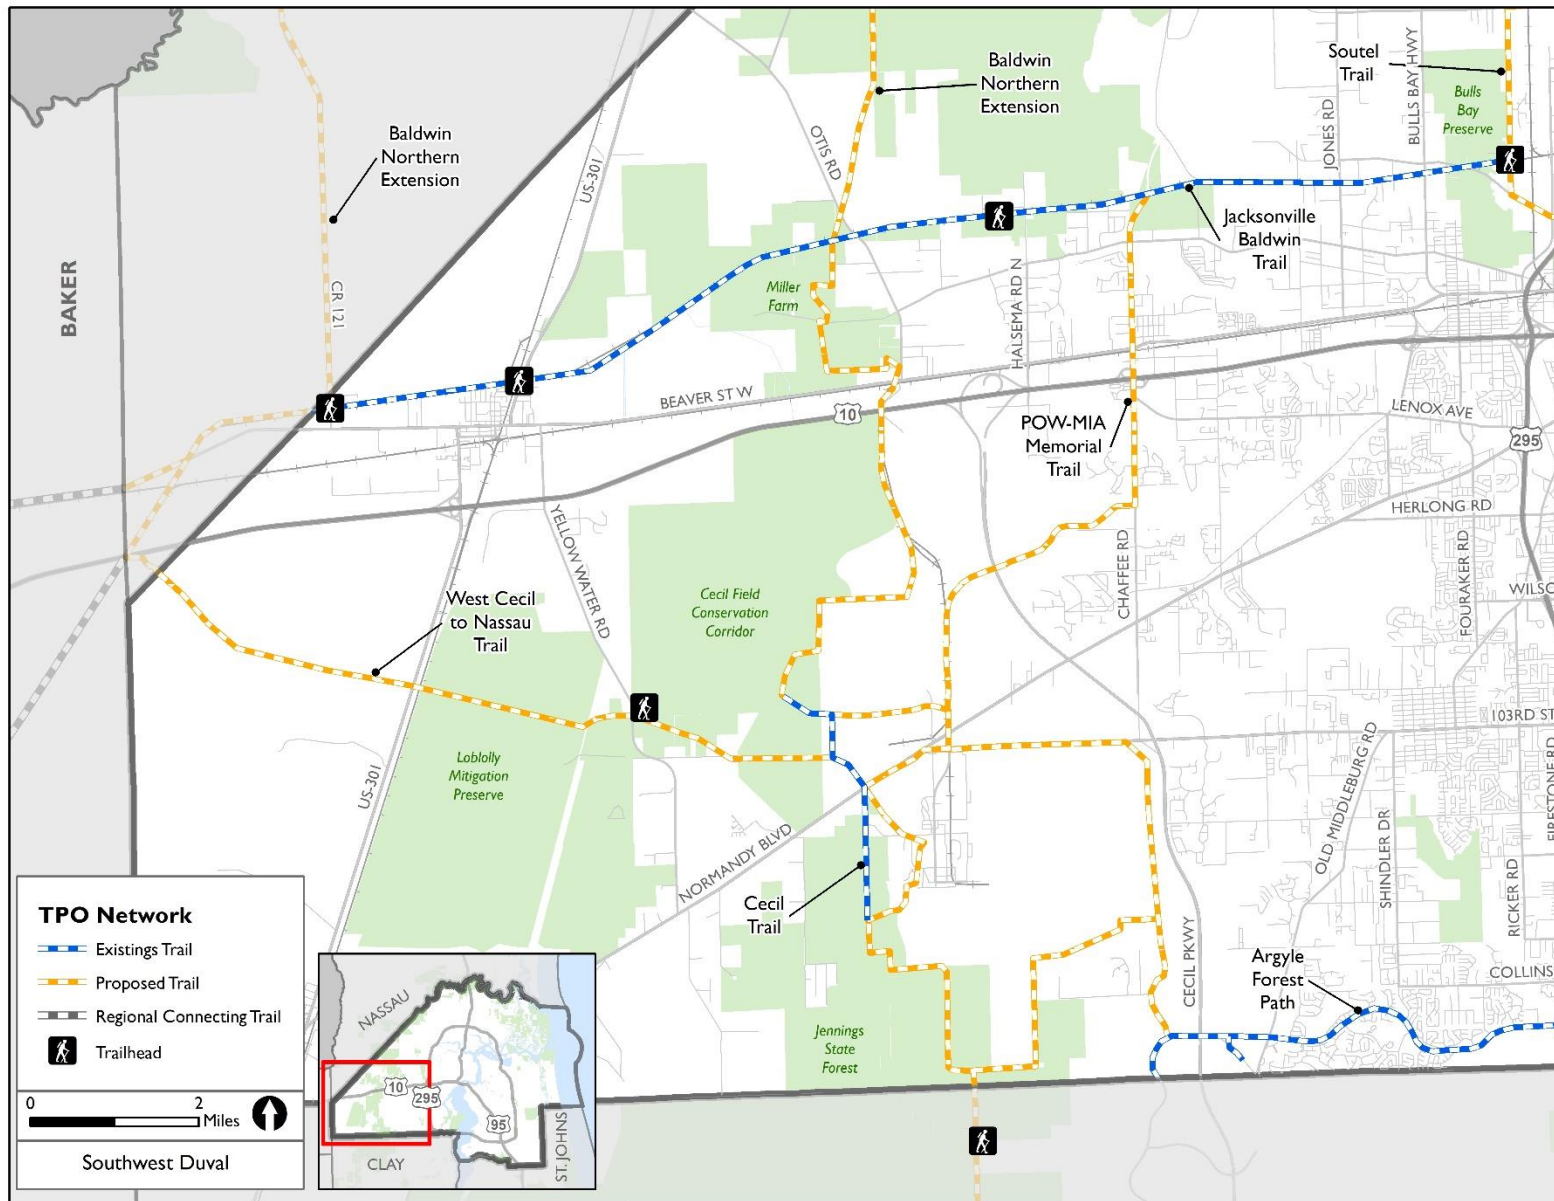 Baldwin
Northern
Extension
Soutel
Trail
BULLS BAY HWY
JONES RD
Bulls
Bay
Preserve
Baldwin
Northern
Extension
OTIS RD
US-301
BAKER
CR 121
Jacksonville
Baldwin
Trail
Miller
Farm
HALSEMA RD N
BEAVER ST W
10
POW-MIA
Memorial
Trail
LENOX AVE
295
HERLONG RD
YELLOW WATER RD
CHAFFEE RD
FOURAKER RD
WILSO
West Cecil
to Nassau
Trail
Cecil Field
Conservation
Corridor
103RD ST
OLD MIDDLEBURG RD
FIRESTONE RD
Loblolly
Mitigation
Preserve
US-301
SHINDLER DR
NORMANDY BLVD
RICKER RD
Cecil
Trail
CECIL PKWY
Argyle
Forest
Path
COLLINS
Jennings
State
Forest
TPO Network
Existings Trail
Proposed Trail
Regional Connecting Trail
Trailhead
0 2
Miles
Southwest Duval
NASSAU
10
295
95
CLAY
ST. JOHNS